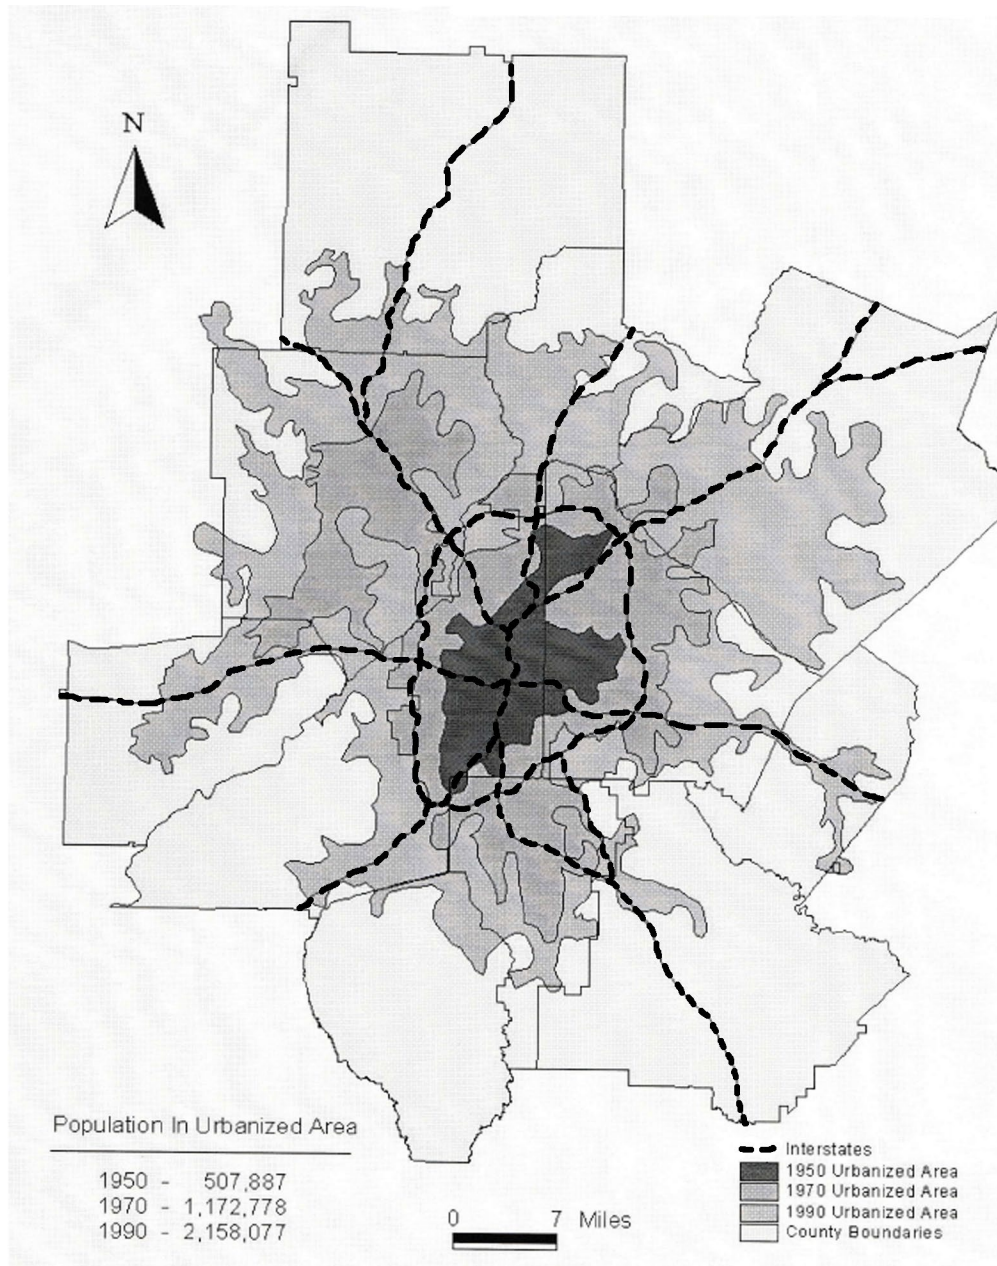 N
Population In Urbanized Area
1950 - 507,887
1970 - 1,172,778
1990 - 2,158,077
0 7 Miles
Interstates
1950 Urbanized Area
1970 Urbanized Area
1990 Urbanized Area
County Boundaries